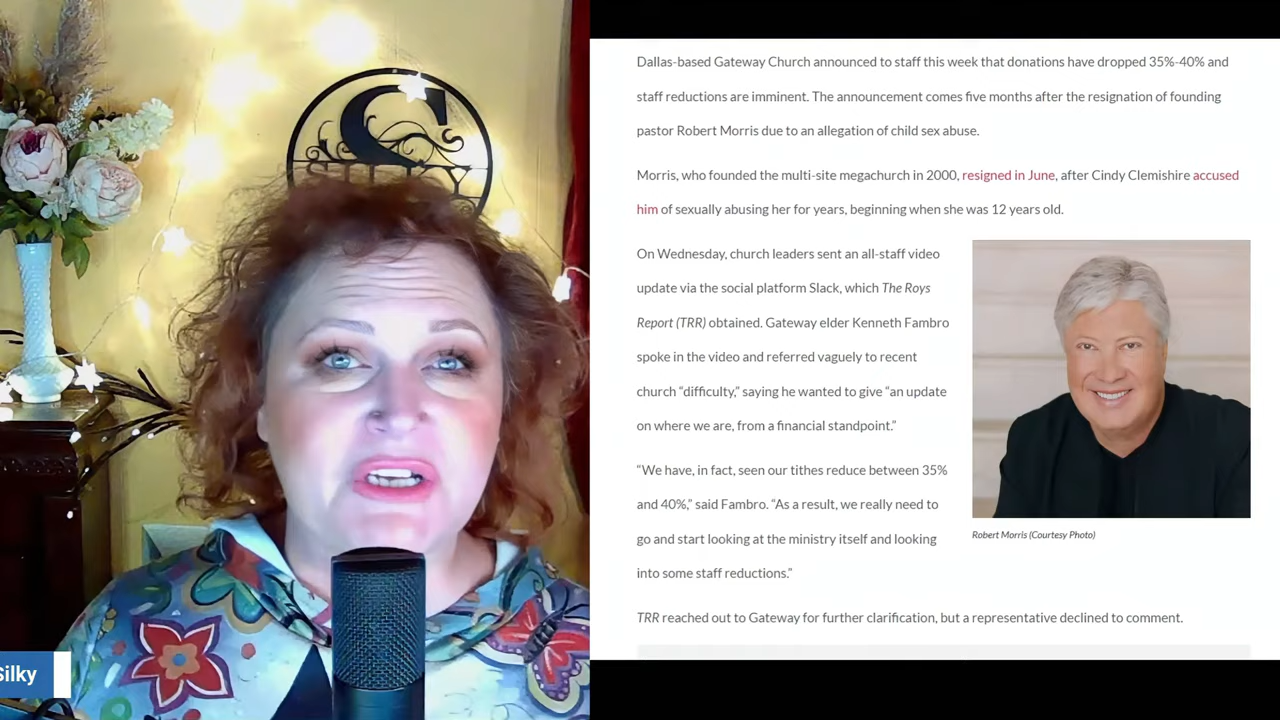 S
SILKY
Silky
Dallas-based Gateway Church announced to staff this week that donations have dropped 35%-40% and
staff reductions are imminent. The announcement comes five months after the resignation of founding
pastor Robert Morris due to an allegation of child sex abuse.
Morris, who founded the multi-site megachurch in 2000, resigned in June, after Cindy Clemishire accused
him of sexually abusing her for years, beginning when she was 12 years old.
On Wednesday, church leaders sent an all-staff video
update via the social platform Slack, which The Roys
Report (TRR) obtained. Gateway elder Kenneth Fambro
spoke in the video and referred vaguely to recent
church “difficulty,” saying he wanted to give “an update
on where we are, from a financial standpoint.”
“We have, in fact, seen our tithes reduce between 35%
and 40%,” said Fambro. “As a result, we really need to
go and start looking at the ministry itself and looking
into some staff reductions.”
Robert Morris (Courtesy Photo)
TRR reached out to Gateway for further clarification, but a representative declined to comment.